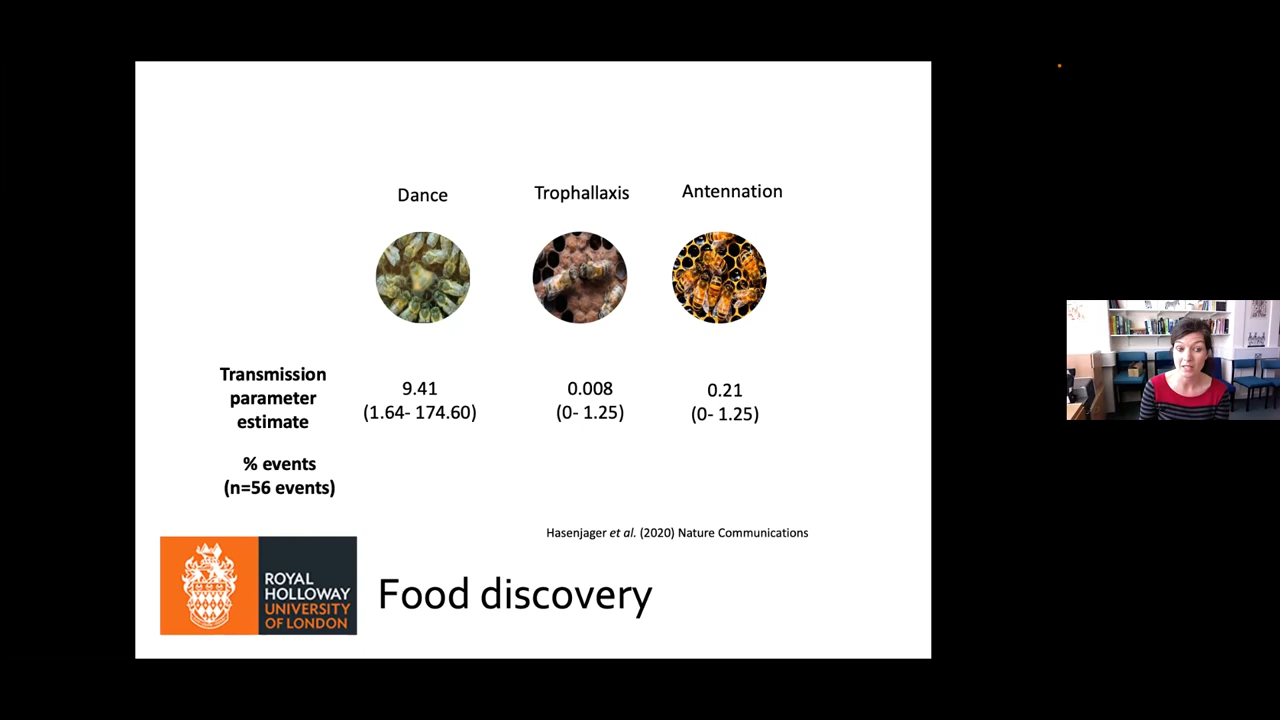 Dance Trophallaxis Antennation
Transmission
parameter
estimate
9.41 0.008 0.21
(1.64- 174.60) (0- 1.25) (0- 1.25)
% events
(n=56 events)
Hasenjager et al. (2020) Nature Communications
ROYAL
HOLLOWAY
UNIVERSITY
OF LONDON
Food discovery